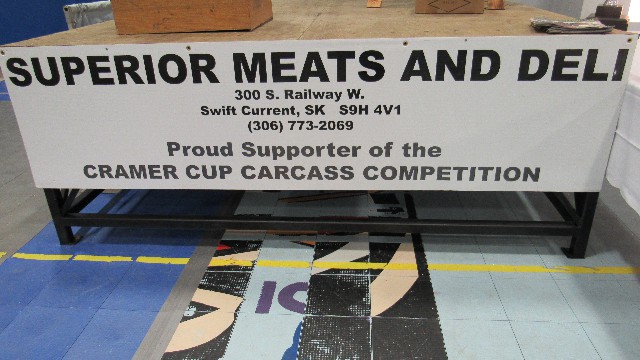 SUPERIOR MEATS AND DELI
300 S. Railway W.
Swift Current, SK S9H 4V1
(306) 773-2069
Proud Supporter of the
CRAMER CUP CARCASS COMPETITION
IC